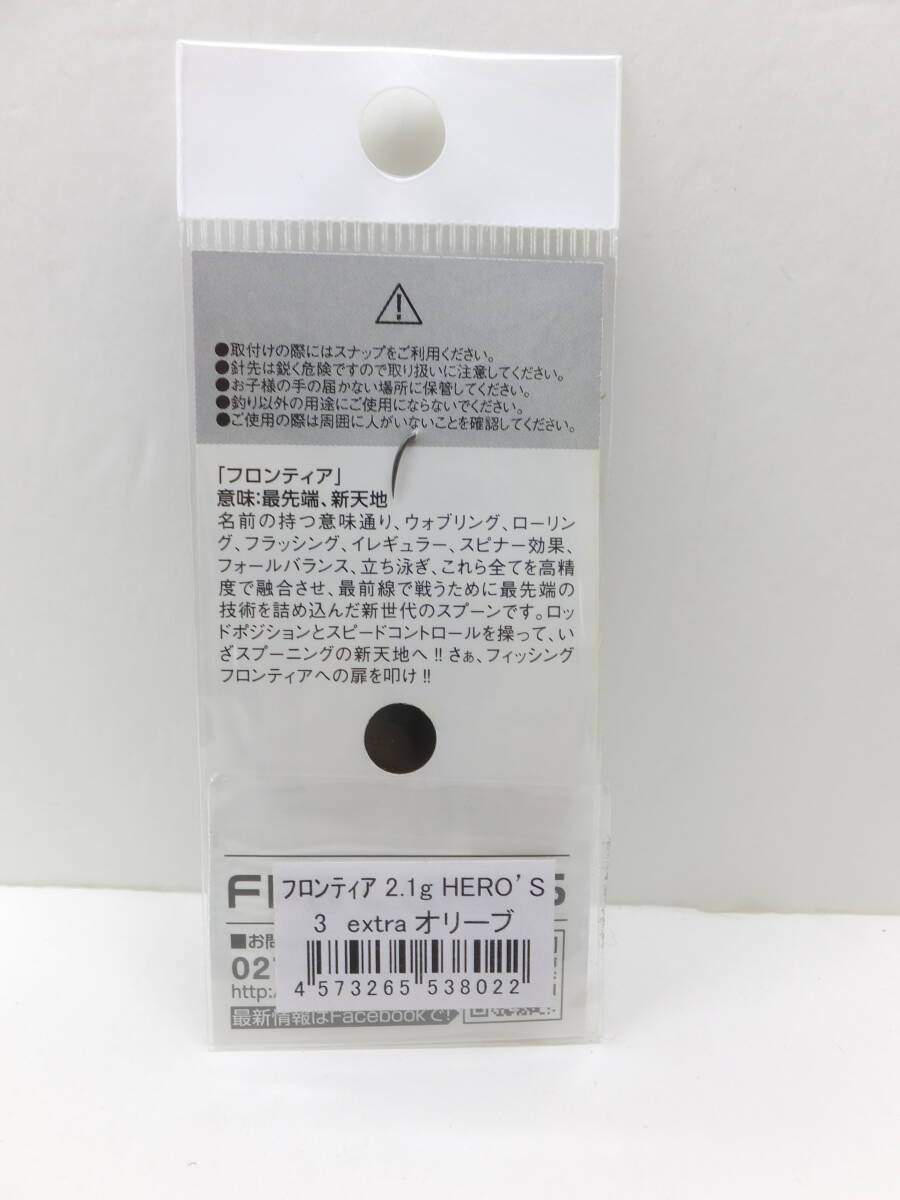 ●取付けの際にはスナップをご利用ください。
●針先は鋭く危険ですので取り扱いに注意してください。
●お子様の手の届かない場所に保管してください。
●釣り以外の用途にご使用にならないでください。
●ご使用の際は周囲に人がいないことを確認してください。
「フロンティア」
意味:最先端、新天地
名前の持つ意味通り、ウォブリング、ローリン
グ、フラッシング、イレギュラー、スピナー効果、
フォールバランス、立ち泳ぎ、これら全てを高精
度で融合させ、最前線で戦うために最先端の
技術を詰め込んだ新世代のスプーンです。ロッ
ドポジションとスピードコントロールを操って、い
ざスプーニングの新天地へ!!さぁ、フィッシング
フロンティアへの扉を叩け!!
フロンティア 2.1g HERO'S
3 extra オリーブ
4 573265 538022
■お問
027
http:/
最新情報はFacebookで!